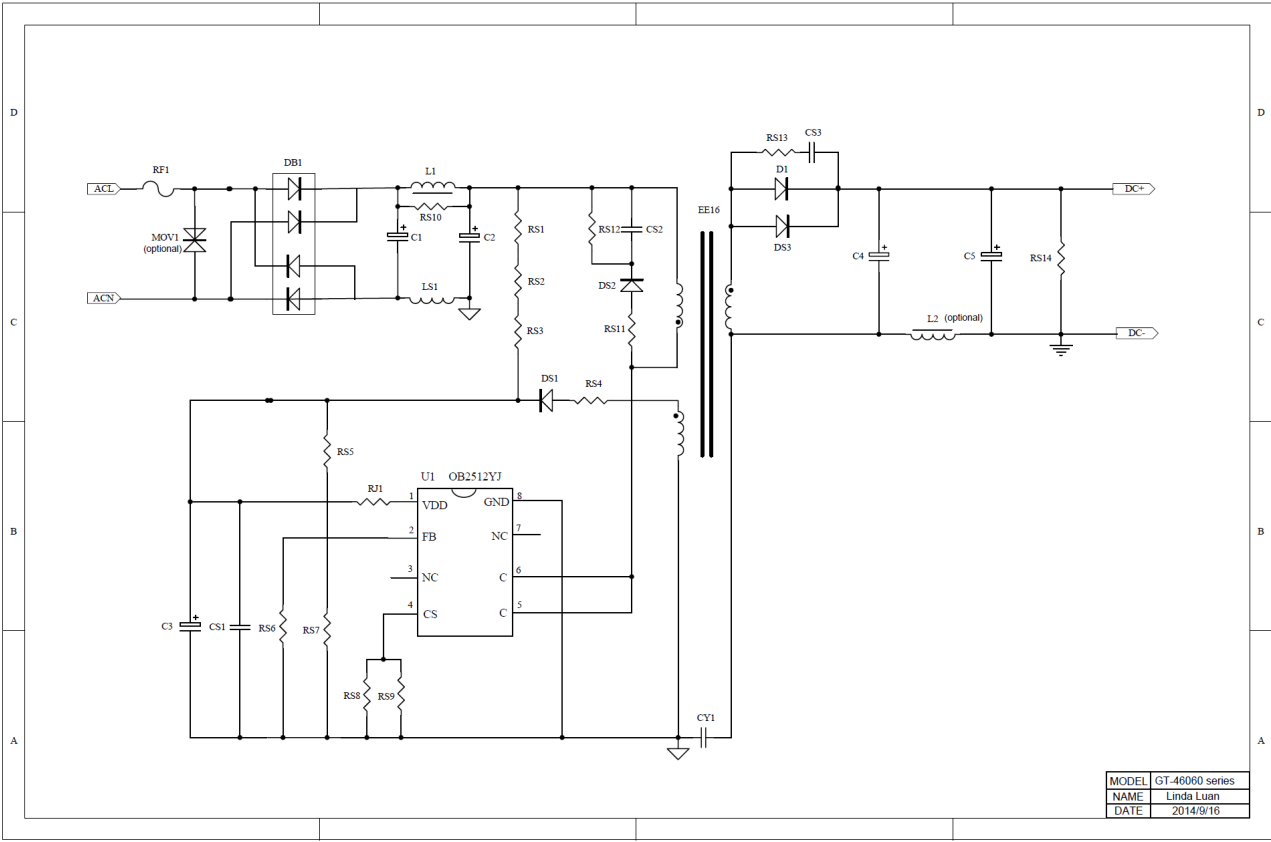 D
D
C
C
B
B
A
A
RF1
ACL
MOV1
(optional)
ACN
DB1
L1
RS10
C1
C2
LS1
RS1
RS2
RS3
RS12
CS2
DS2
RS11
EE16
RS13
CS3
D1
DS3
C4
C5
RS14
L2 (optional)
DC+
DC-
DS1
RS4
RS5
RJ1
U1 OB2512YJ
1
VDD
2
FB
3
NC
4
CS
GND
8
NC
7
C
6
C
5
C3
CS1
RS6
RS7
RS8
RS9
CY1
MODEL GT-46060 series
NAME Linda Luan
DATE 2014/9/16